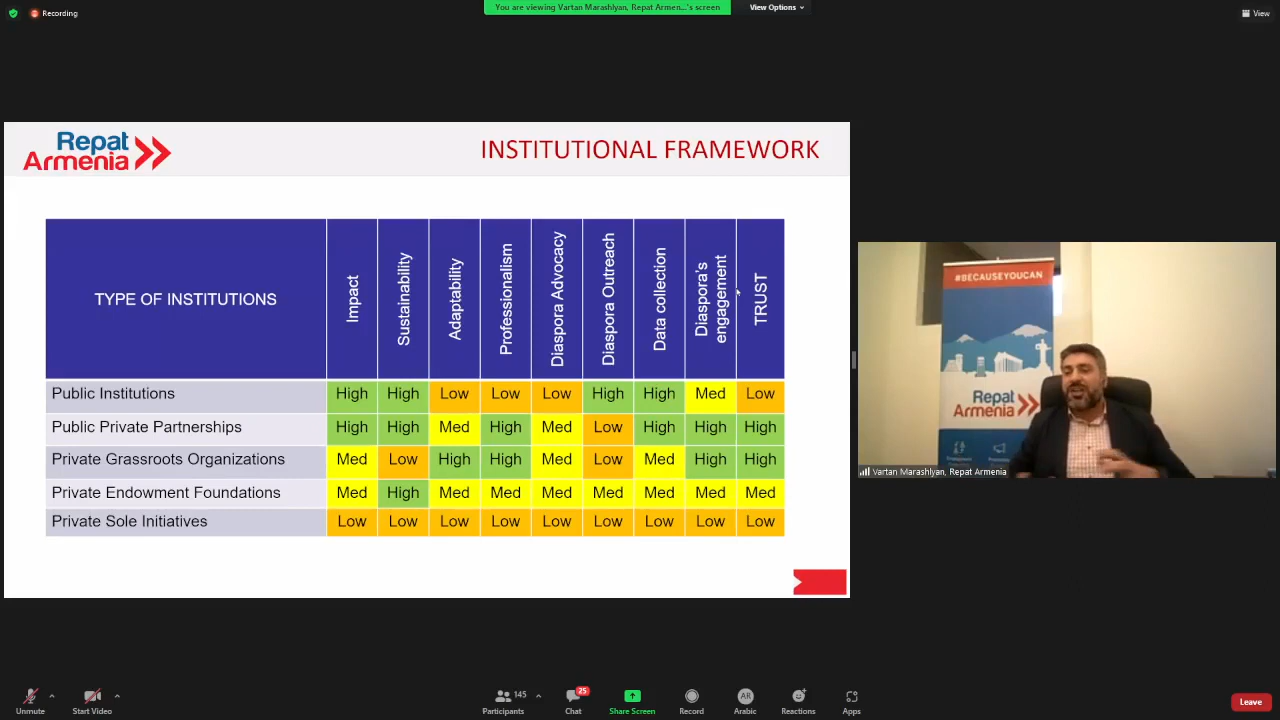 Recording
You are viewing Vartan Marashlyan, Repat Armen...'s screen
View Options
View
Repat
Armenia
INSTITUTIONAL FRAMEWORK
TYPE OF INSTITUTIONS
Impact
Sustainability
Adaptability
Professionalism
Diaspora Advocacy
Diaspora Outreach
Data collection
Diaspora's
engagement
TRUST
Public Institutions High High Low Low Low High High Med Low
Public Private Partnerships High High Med High Med Low High High High
Private Grassroots Organizations Med Low High High Med Low Med High High
Private Endowment Foundations Med High Med Med Med Med Med Med Med
Private Sole Initiatives Low Low Low Low Low Low Low Low Low
#BECAUSEYOUCAN
Repat
Armenia
Vartan Marashlyan, Repat Armenia
Unmute
Start Video
145
Participants
25
Chat
Share Screen
Record
AR
Arabic
Reactions
Apps
Leave